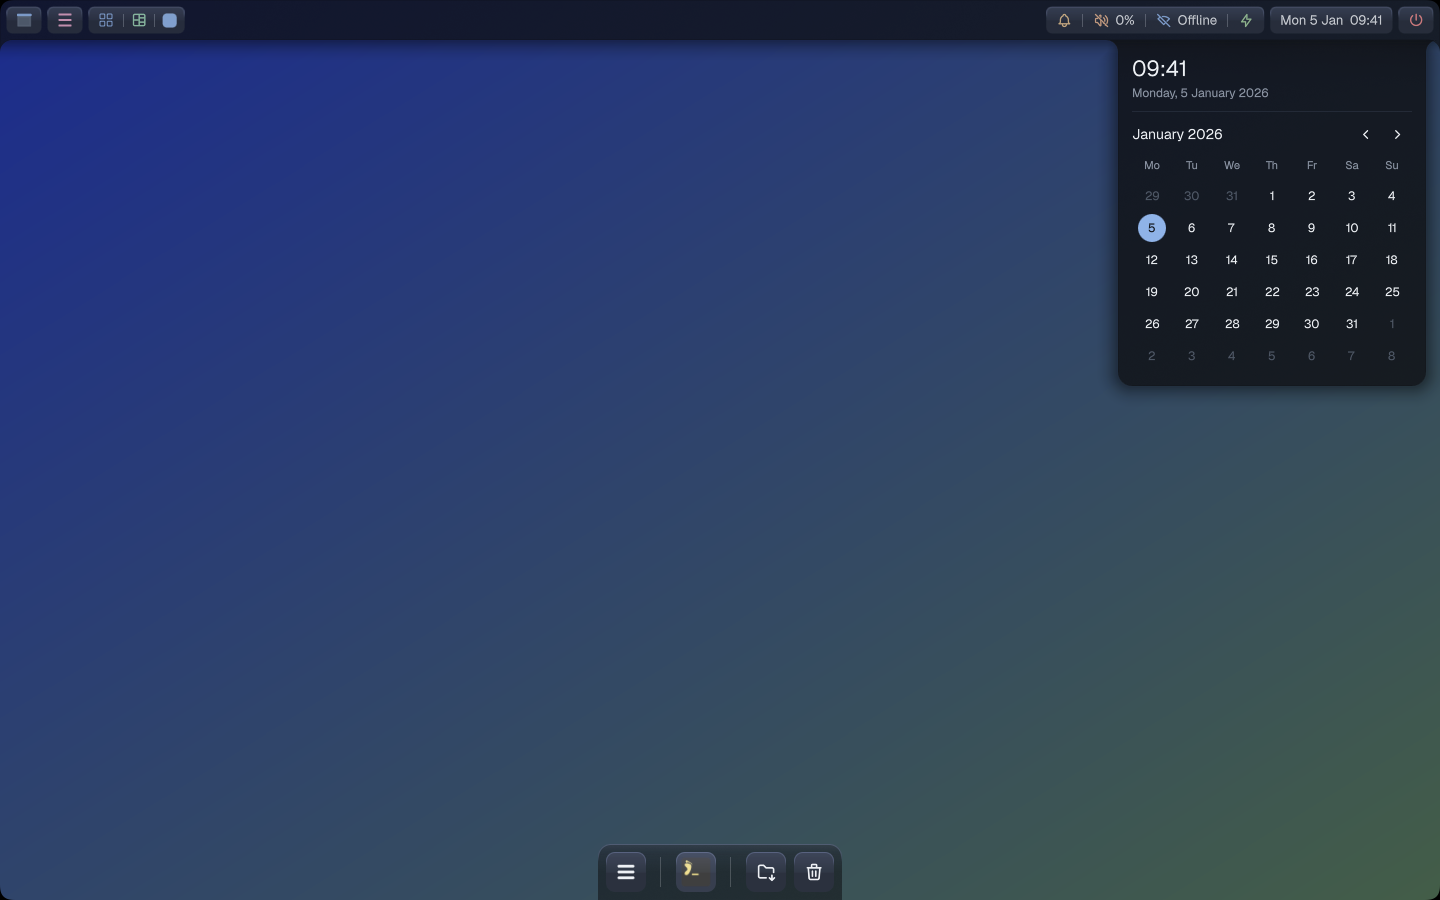 0% Offline Mon 5 Jan 09:41
09:41
Monday, 5 January 2026
January 2026
Mo Tu We Th Fr Sa Su
29 30 31 1 2 3 4
5 6 7 8 9 10 11
12 13 14 15 16 17 18
19 20 21 22 23 24 25
26 27 28 29 30 31 1
2 3 4 5 6 7 8